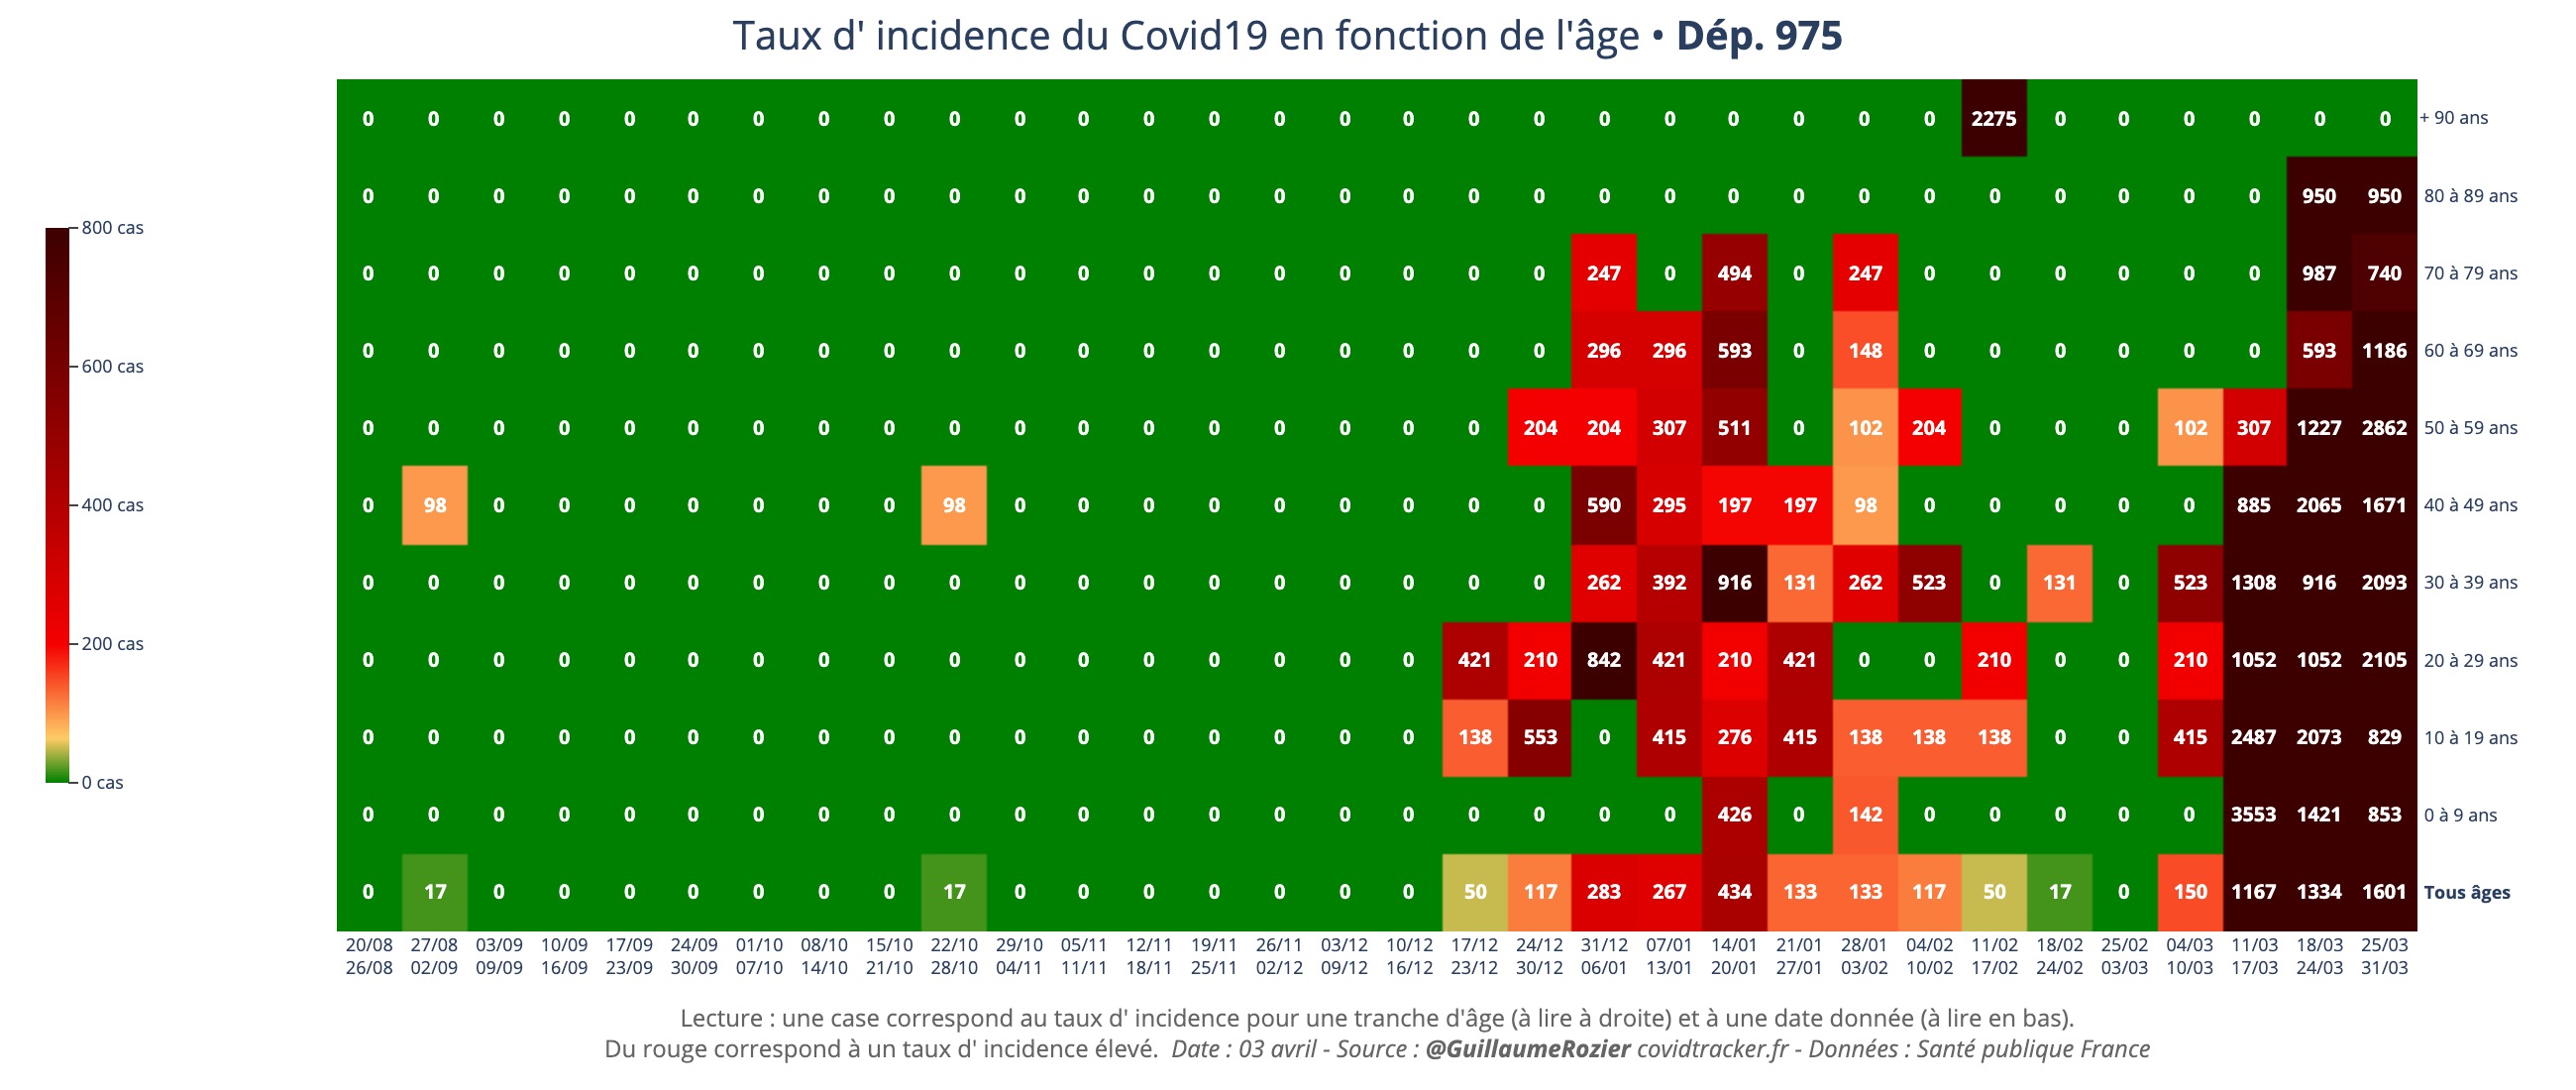 Taux d' incidence du Covid19 en fonction de l'âge • Dép. 975
0 0 0 0 0 0 0 0 0 0 0 0 0 0 0 0 0 0 0 0 0 0 0 0 0 2275 0 0 0 0 0 0 + 90 ans
0 0 0 0 0 0 0 0 0 0 0 0 0 0 0 0 0 0 0 0 0 0 0 0 0 0 0 0 0 0 950 950 80 à 89 ans
800 cas
0 0 0 0 0 0 0 0 0 0 0 0 0 0 0 0 0 0 0 247 0 494 0 247 0 0 0 0 0 0 987 740 70 à 79 ans
0 0 0 0 0 0 0 0 0 0 0 0 0 0 0 0 0 0 0 296 296 593 0 148 0 0 0 0 0 0 593 1186 60 à 69 ans
600 cas
0 0 0 0 0 0 0 0 0 0 0 0 0 0 0 0 0 0 204 204 307 511 0 102 204 0 0 0 102 307 1227 2862 50 à 59 ans
400 cas
0 98 0 0 0 0 0 0 0 98 0 0 0 0 0 0 0 0 0 590 295 197 197 98 0 0 0 0 0 885 2065 1671 40 à 49 ans
0 0 0 0 0 0 0 0 0 0 0 0 0 0 0 0 0 0 0 262 392 916 131 262 523 0 131 0 523 1308 916 2093 30 à 39 ans
200 cas
0 0 0 0 0 0 0 0 0 0 0 0 0 0 0 0 0 421 210 842 421 210 421 0 0 210 0 0 210 1052 1052 2105 20 à 29 ans
0 0 0 0 0 0 0 0 0 0 0 0 0 0 0 0 0 138 553 0 415 276 415 138 138 138 0 0 415 2487 2073 829 10 à 19 ans
0 cas
0 0 0 0 0 0 0 0 0 0 0 0 0 0 0 0 0 0 0 0 0 426 0 142 0 0 0 0 0 3553 1421 853 0 à 9 ans
0 17 0 0 0 0 0 0 0 17 0 0 0 0 0 0 0 50 117 283 267 434 133 133 117 50 17 0 150 1167 1334 1601 Tous âges
20/08 27/08 03/09 10/09 17/09 24/09 01/10 08/10 15/10 22/10 29/10 05/11 12/11 19/11 26/11 03/12 10/12 17/12 24/12 31/12 07/01 14/01 21/01 28/01 04/02 11/02 18/02 25/02 04/03 11/03 18/03 25/03
26/08 02/09 09/09 16/09 23/09 30/09 07/10 14/10 21/10 28/10 04/11 11/11 18/11 25/11 02/12 09/12 16/12 23/12 30/12 06/01 13/01 20/01 27/01 03/02 10/02 17/02 24/02 03/03 10/03 17/03 24/03 31/03
Lecture : une case correspond au taux d' incidence pour une tranche d'âge (à lire à droite) et à une date donnée (à lire en bas).
Du rouge correspond à un taux d' incidence élevé. Date : 03 avril - Source : @GuillaumeRozier covidtracker.fr - Données : Santé publique France